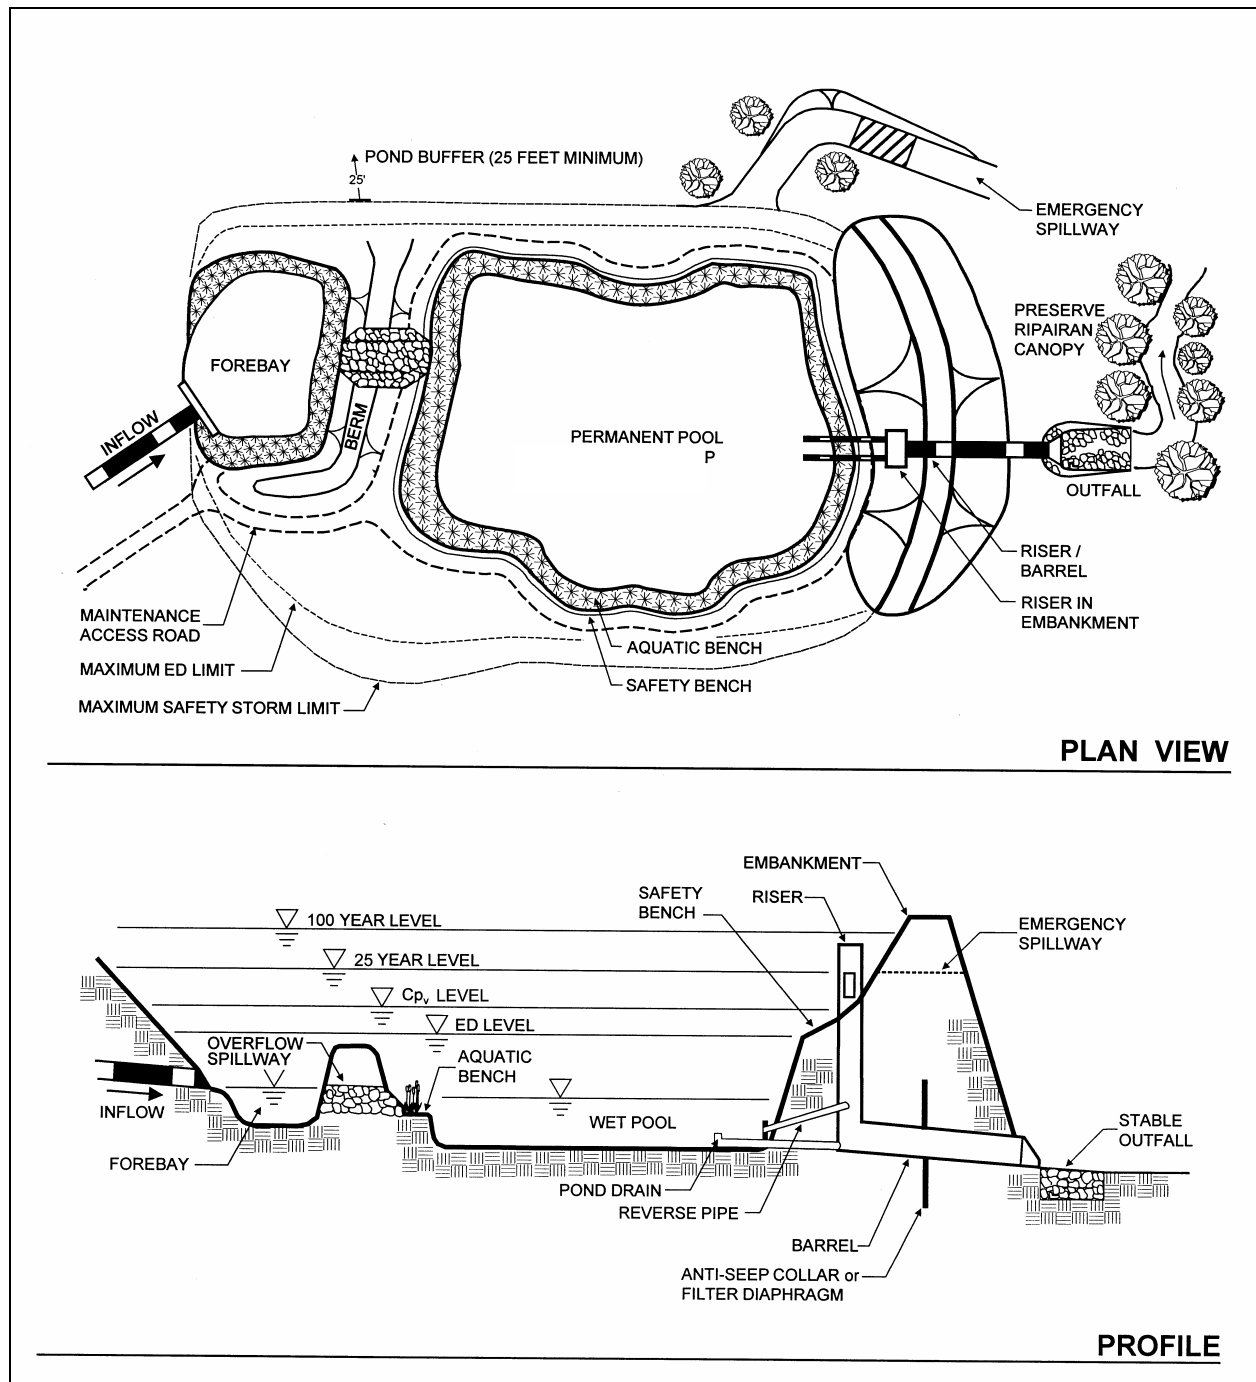 POND BUFFER (25 FEET MINIMUM)
25'
EMERGENCY
SPILLWAY
PRESERVE
RIPAIRAN
CANOPY
FOREBAY
INFLOW
BERM
PERMANENT POOL
P
OUTFALL
RISER /
BARREL
RISER IN
EMBANKMENT
MAINTENANCE
ACCESS ROAD
AQUATIC BENCH
MAXIMUM ED LIMIT
SAFETY BENCH
MAXIMUM SAFETY STORM LIMIT
PLAN VIEW
EMBANKMENT
SAFETY
BENCH
RISER
100 YEAR LEVEL
EMERGENCY
SPILLWAY
25 YEAR LEVEL
Cpv LEVEL
ED LEVEL
OVERFLOW
SPILLWAY
AQUATIC
BENCH
INFLOW
WET POOL
STABLE
OUTFALL
FOREBAY
POND DRAIN
REVERSE PIPE
BARREL
ANTI-SEEP COLLAR or
FILTER DIAPHRAGM
PROFILE